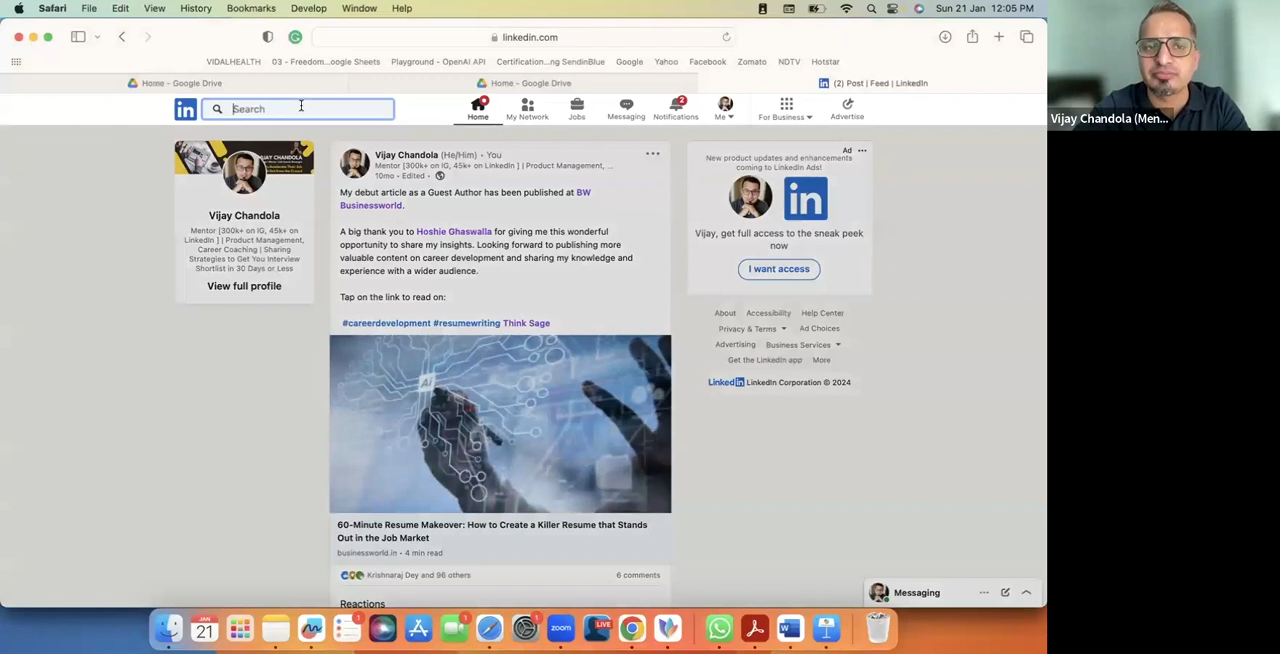 Safari File Edit View History Bookmarks Develop Window Help
Sun 21 Jan 12:05 PM
linkedin.com
VIDALHEALTH 03 - Freedom...oogle Sheets Playground - OpenAI API Certification...ng SendinBlue Google Yahoo Facebook Zomato NDTV Hotstar
Home – Google Drive
Home – Google Drive
(2) Post | Feed | LinkedIn
in
Search
Home
My Network
Jobs
Messaging
2
Notifications
Me
For Business
Advertise
Vijay Chandola
Mentor [300k+ on IG, 45k+ on
LinkedIn ] | Product Management,
Career Coaching | Sharing
Strategies to Get You Interview
Shortlist in 30 Days or Less
View full profile
Vijay Chandola (He/Him) • You
Mentor [300k+ on IG, 45k+ on LinkedIn ] | Product Management, ...
10mo • Edited •
My debut article as a Guest Author has been published at BW
Businessworld.
A big thank you to Hoshie Ghaswalla for giving me this wonderful
opportunity to share my insights. Looking forward to publishing more
valuable content on career development and sharing my knowledge and
experience with a wider audience.
Tap on the link to read on:
#careerdevelopment #resumewriting Think Sage
Ai
60-Minute Resume Makeover: How to Create a Killer Resume that Stands
Out in the Job Market
businessworld.in • 4 min read
Krishnaraj Dey and 96 others
6 comments
Reactions
Ad
New product updates and enhancements
coming to LinkedIn Ads!
in
Vijay, get full access to the sneak peek
now
I want access
About Accessibility Help Center
Privacy & Terms Ad Choices
Advertising Business Services
Get the LinkedIn app More
LinkedIn LinkedIn Corporation © 2024
Messaging
Vijay Chandola (Men...
JAN
21
1
1
1
zoom
LIVE
W